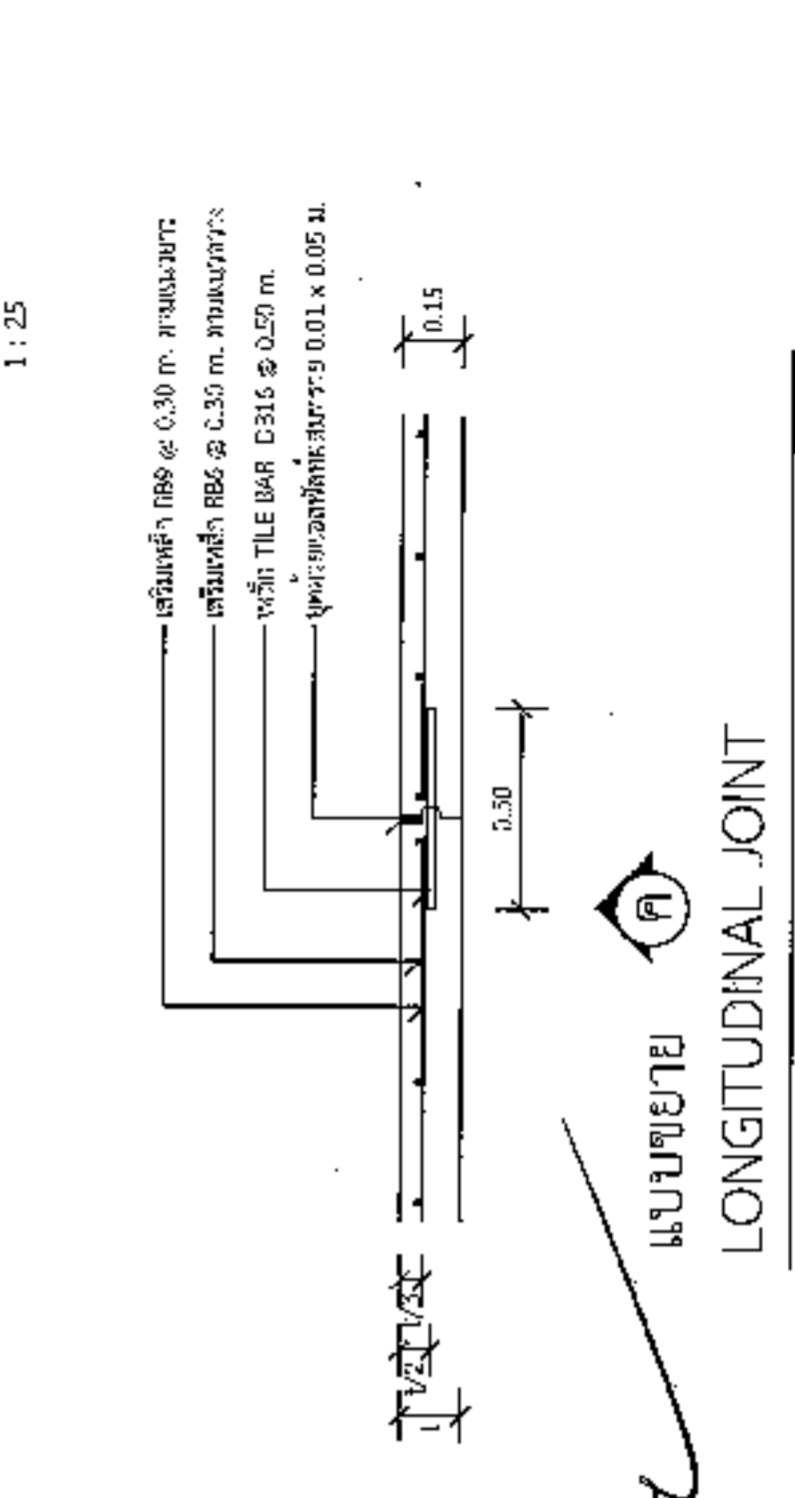 1 : 25
เสริมเหล็ก RB9 @ 0.30 m. ตามแนวยาว
เสริมเหล็ก RB6 @ 0.30 m. ตามแนวขวาง
เหล็ก TILE BAR DB16 @ 0.50 m.
0.01 x 0.05 ม.
0.15
0.50
t/3
t/2
t
แบบขยาย ค
LONGITUDINAL JOINT